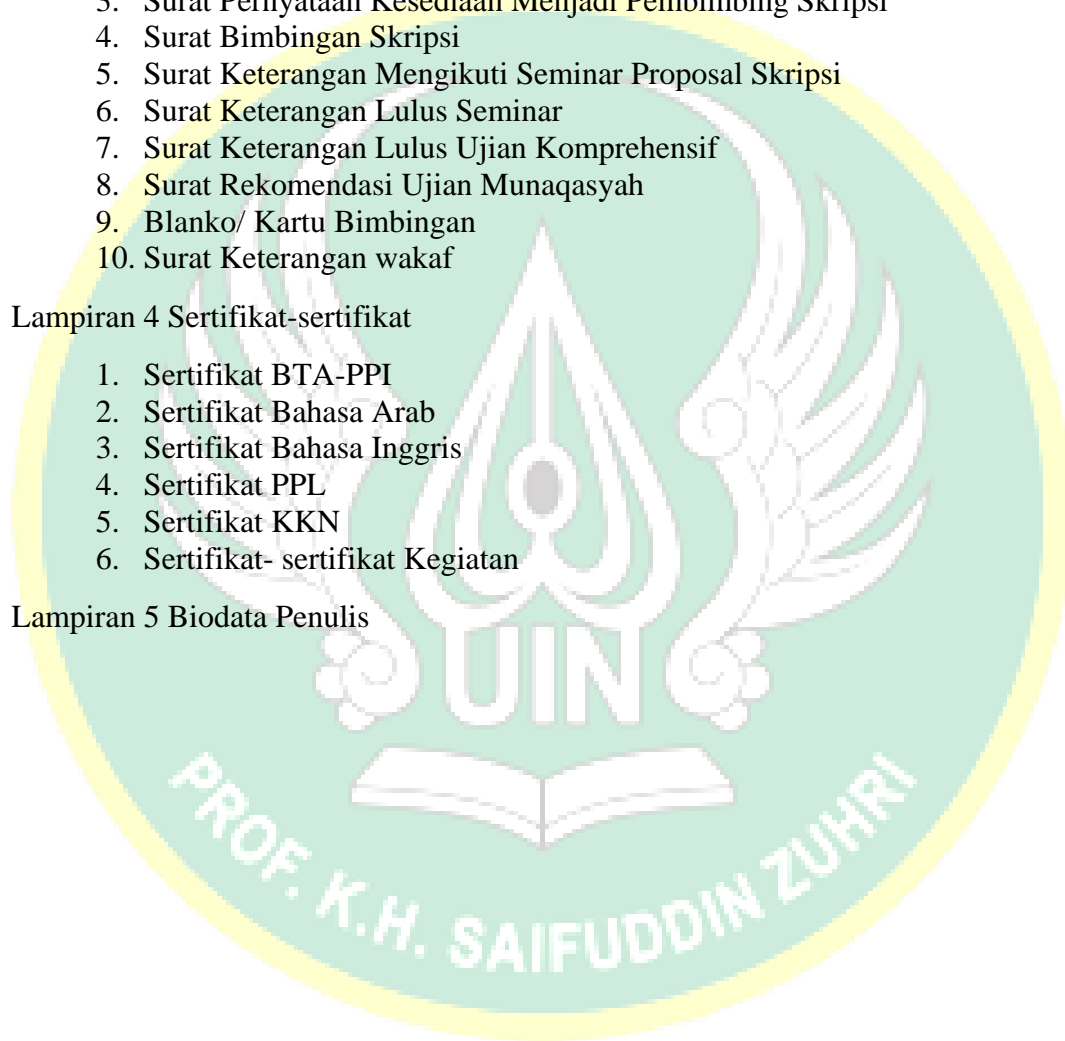 3. Surat Pernyataan Kesediaan Menjadi Pembimbing Skripsi
4. Surat Bimbingan Skripsi
5. Surat Keterangan Mengikuti Seminar Proposal Skripsi
6. Surat Keterangan Lulus Seminar
7. Surat Keterangan Lulus Ujian Komprehensif
8. Surat Rekomendasi Ujian Munaqasyah
9. Blanko/ Kartu Bimbingan
10. Surat Keterangan wakaf
Lampiran 4 Sertifikat-sertifikat
1. Sertifikat BTA-PPI
2. Sertifikat Bahasa Arab
3. Sertifikat Bahasa Inggris
4. Sertifikat PPL
5. Sertifikat KKN
6. Sertifikat- sertifikat Kegiatan
Lampiran 5 Biodata Penulis
UIN
PROF. K.H. SAIFUDDIN ZUHRI